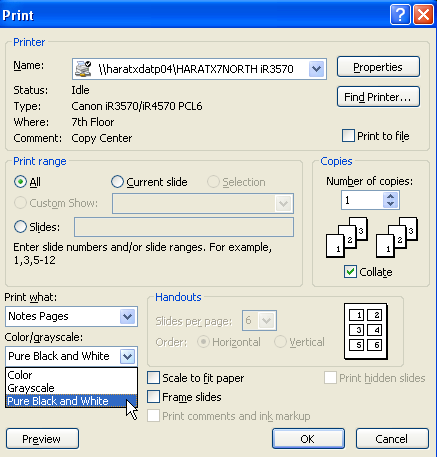 Print
Printer
Name: \\haratxdatp04\HARATX7NORTH iR3570 Properties
Status: Idle
Type: Canon iR3570/iR4570 PCL6 Find Printer...
Where: 7th Floor
Comment: Copy Center Print to file
Print range
All Current slide Selection
Custom Show:
Slides:
Enter slide numbers and/or slide ranges. For example,
1,3,5-12
Copies
Number of copies:
1
1 2 3 1 2 3
Collate
Print what:
Notes Pages
Color/grayscale:
Pure Black and White
Color
Grayscale
Pure Black and White
Handouts
Slides per page: 6
Order: Horizontal Vertical
1 2
3 4
5 6
Scale to fit paper Print hidden slides
Frame slides
Print comments and ink markup
Preview OK Cancel